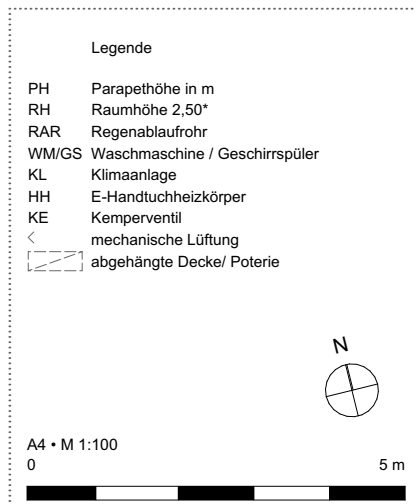 Legende
PH Parapethöhe in m
RH Raumhöhe 2,50*
RAR Regenablaufrohr
WM/GS Waschmaschine / Geschirrspüler
KL Klimaanlage
HH E-Handtuchheizkörper
KE Kemperventil
< mechanische Lüftung
abgehängte Decke/ Poterie
N
A4 • M 1:100
0 5 m